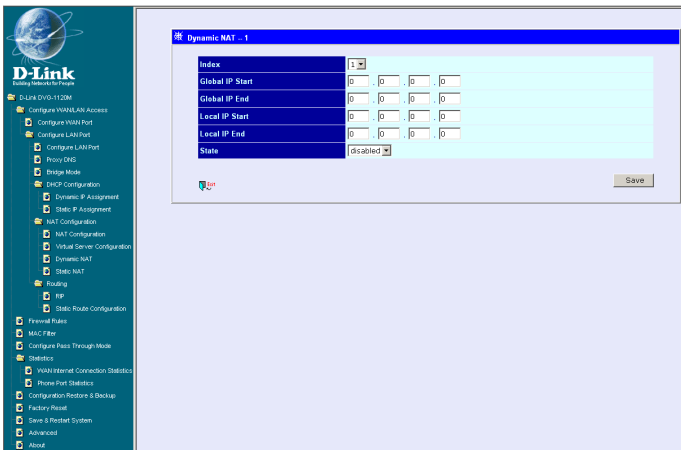 D-Link
Building Networks for People
D-Link DVG-1120M
Configure WAN/LAN Access
Configure WAN Port
Configure LAN Port
Configure LAN Port
Proxy DNS
Bridge Mode
DHCP Configuration
Dynamic IP Assignment
Static IP Assignment
NAT Configuration
NAT Configuration
Virtual Server Configuration
Dynamic NAT
Static NAT
Routing
RIP
Static Route Configuration
Firewall Rules
MAC Filter
Configure Pass Through Mode
Statistics
WAN Internet Connection Statistics
Phone Port Statistics
Configuration Restore & Backup
Factory Reset
Save & Restart System
Advanced
About
Dynamic NAT -- 1
Index 1
Global IP Start 0 . 0 . 0 . 0
Global IP End 0 . 0 . 0 . 0
Local IP Start 0 . 0 . 0 . 0
Local IP End 0 . 0 . 0 . 0
State disabled
Save